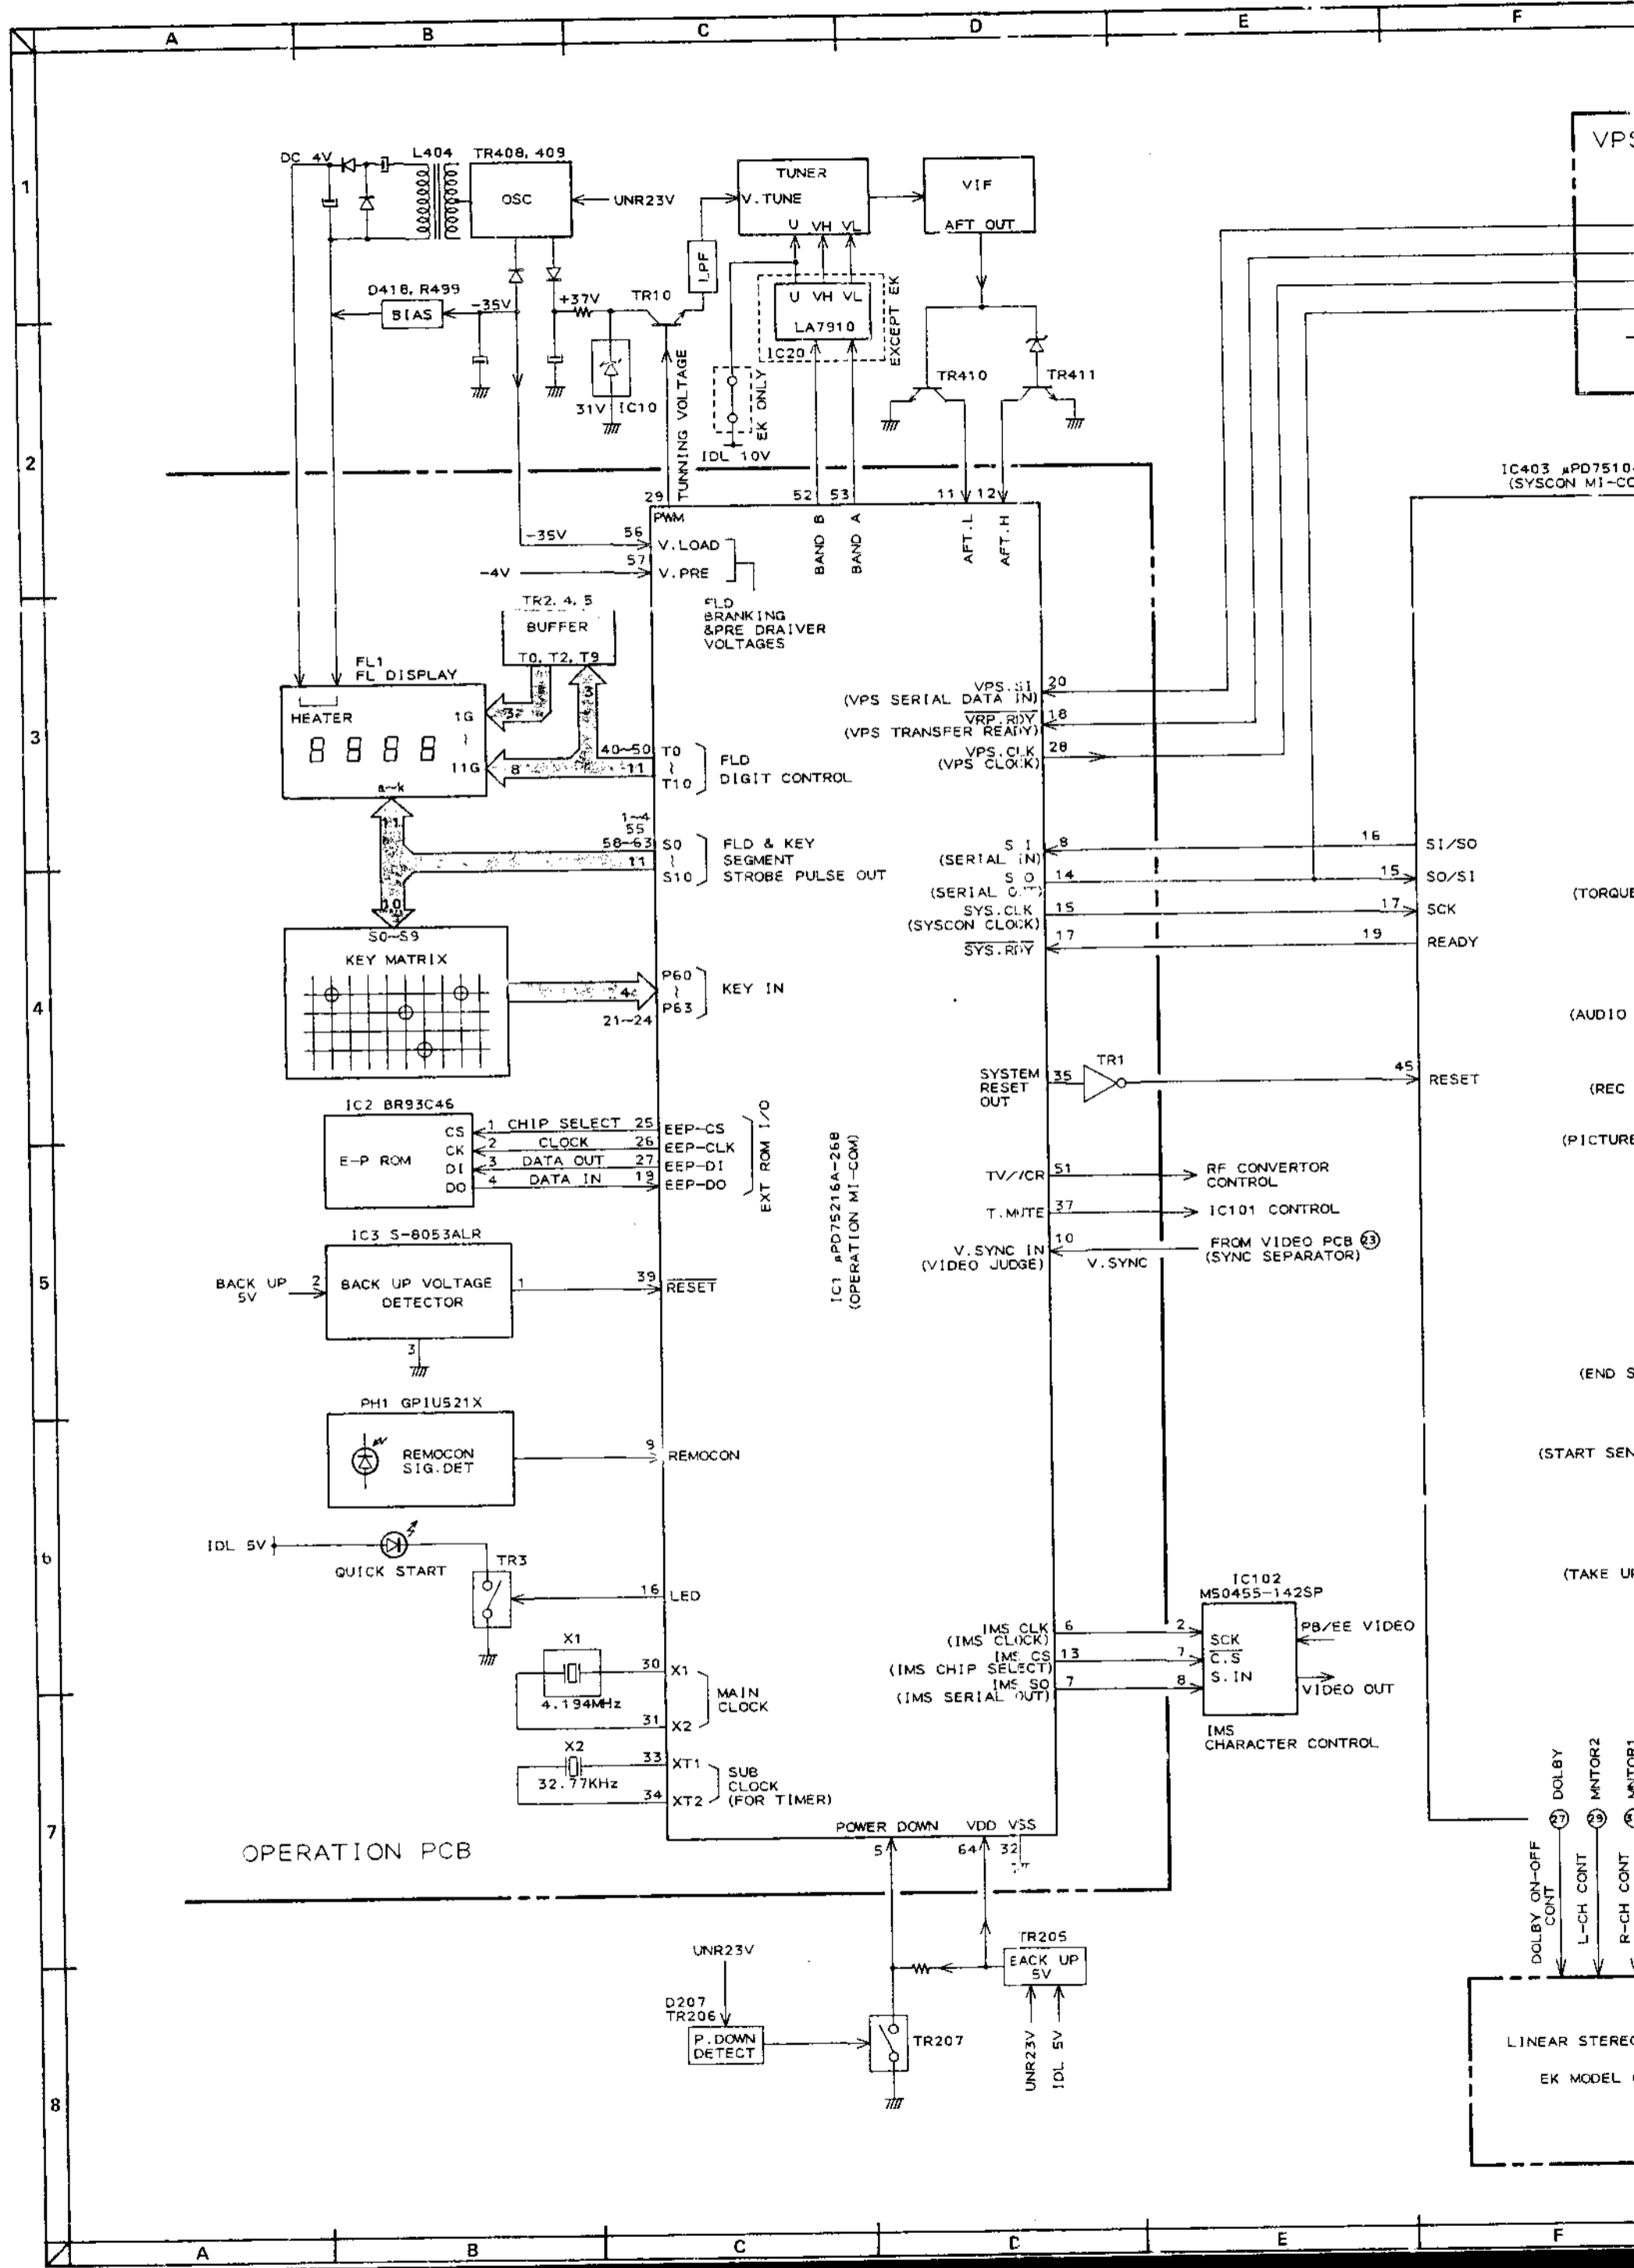 A B C D E F
1
2
3
4
5
6
7
8
VPS
DC 4V
L404
TR408, 409
OSC
UNR23V
TUNER
V.TUNE
U VH VL
VIF
AFT OUT
LPF
D418, R499
BIAS
-35V
+37V
TR10
U VH VL
LA7910
IC20
EXCEPT EK
31V IC10
TUNNING VOLTAGE
EK ONLY
IDL 10V
TR410
TR411
IC403 µPD7510
(SYSCON MI-CO
29
52 53
11 12
PWM
BAND B
BAND A
AFT.L
AFT.H
-35V
56
V.LOAD
-4V
57
V.PRE
FLD
BRANKING
&PRE DRAIVER
VOLTAGES
TR2, 4, 5
BUFFER
T0, T2, T9
3
3
FL1
FL DISPLAY
HEATER
1G
11G
8 8 8 8
a~k
8
40~50
11
T0
T10
FLD
DIGIT CONTROL
VPS.SI
(VPS SERIAL DATA IN)
20
VRP.RDY
(VPS TRANSFER READY)
18
VPS.CLK
(VPS CLOCK)
28
11
1~4
55
58~63
11
S0
S10
FLD & KEY
SEGMENT
STROBE PULSE OUT
10
S I
(SERIAL IN)
8
16
SI/SO
S O
14
15
SO/SI
SYS.CLK
(SYSCON CLOCK)
15
17
SCK
SYS.RDY
17
19
READY
(TORQUE
S0~S9
KEY MATRIX
4
21~24
P60
P63
KEY IN
(AUDIO
SYSTEM
RESET
OUT
35
TR1
45
RESET
(REC
(PICTURE
IC2 BR93C46
E-P ROM
CS 1 CHIP SELECT 25 EEP-CS
CK 2 CLOCK 26 EEP-CLK
DI 3 DATA OUT 27 EEP-DI
DO 4 DATA IN 19 EEP-DO
EXT ROM I/O
IC1 µPD75216A-26B
(OPERATION MI-COM)
51
RF CONVERTOR
CONTROL
T.MUTE
37
IC101 CONTROL
V.SYNC IN
(VIDEO JUDGE)
10
V.SYNC
FROM VIDEO PCB 23
(SYNC SEPARATOR)
IC3 S-8053ALR
BACK UP
5V
2
BACK UP VOLTAGE
DETECTOR
1
39
RESET
3
(END S
PH1 GPIU521X
REMOCON
SIG.DET
9
REMOCON
(START SEN
IDL 5V
QUICK START
TR3
16
LED
(TAKE UP
IC102
M50455-142SP
IMS CLK
(IMS CLOCK)
6
2
SCK
IMS CS
(IMS CHIP SELECT)
13
7
C.S
IMS SO
(IMS SERIAL OUT)
7
8
S.IN
PB/EE VIDEO
VIDEO OUT
IMS
CHARACTER CONTROL
X1
4.194MHz
30
X1
31
X2
MAIN
CLOCK
X2
32.77KHz
33
XT1
34
XT2
SUB
CLOCK
(FOR TIMER)
POWER DOWN
VDD VSS
5
64
32
OPERATION PCB
27 DOLBY
29 MNTOR2
MNTOR1
DOLBY ON-OFF
CONT
L-CH CONT
R-CH CONT
UNR23V
TR205
BACK UP
5V
D207
TR206
P.DOWN
DETECT
TR207
UNR23V
IDL 5V
LINEAR STEREO
EK MODEL
A B C D E F